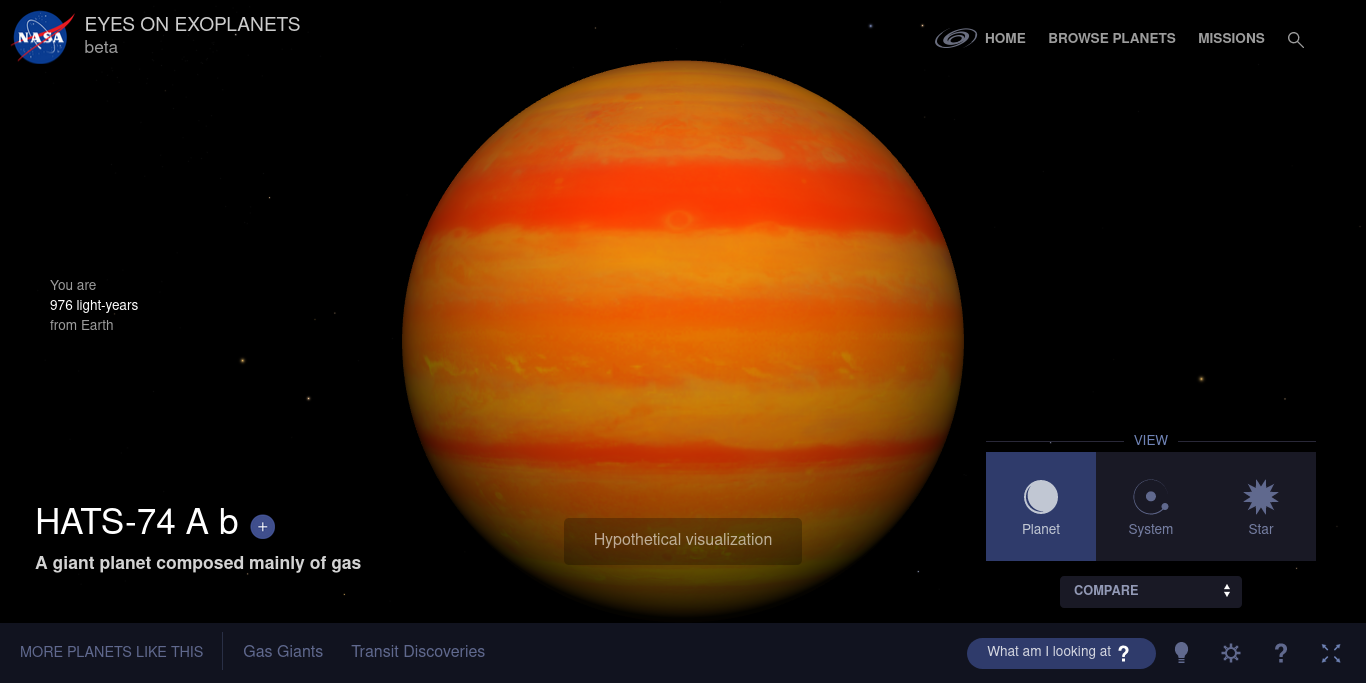 NASA
EYES ON EXOPLANETS
beta
HOME
BROWSE PLANETS
MISSIONS
You are
976 light-years
from Earth
VIEW
Planet
System
Star
HATS-74 A b +
A giant planet composed mainly of gas
Hypothetical visualization
COMPARE
MORE PLANETS LIKE THIS
Gas Giants
Transit Discoveries
What am I looking at ?
?